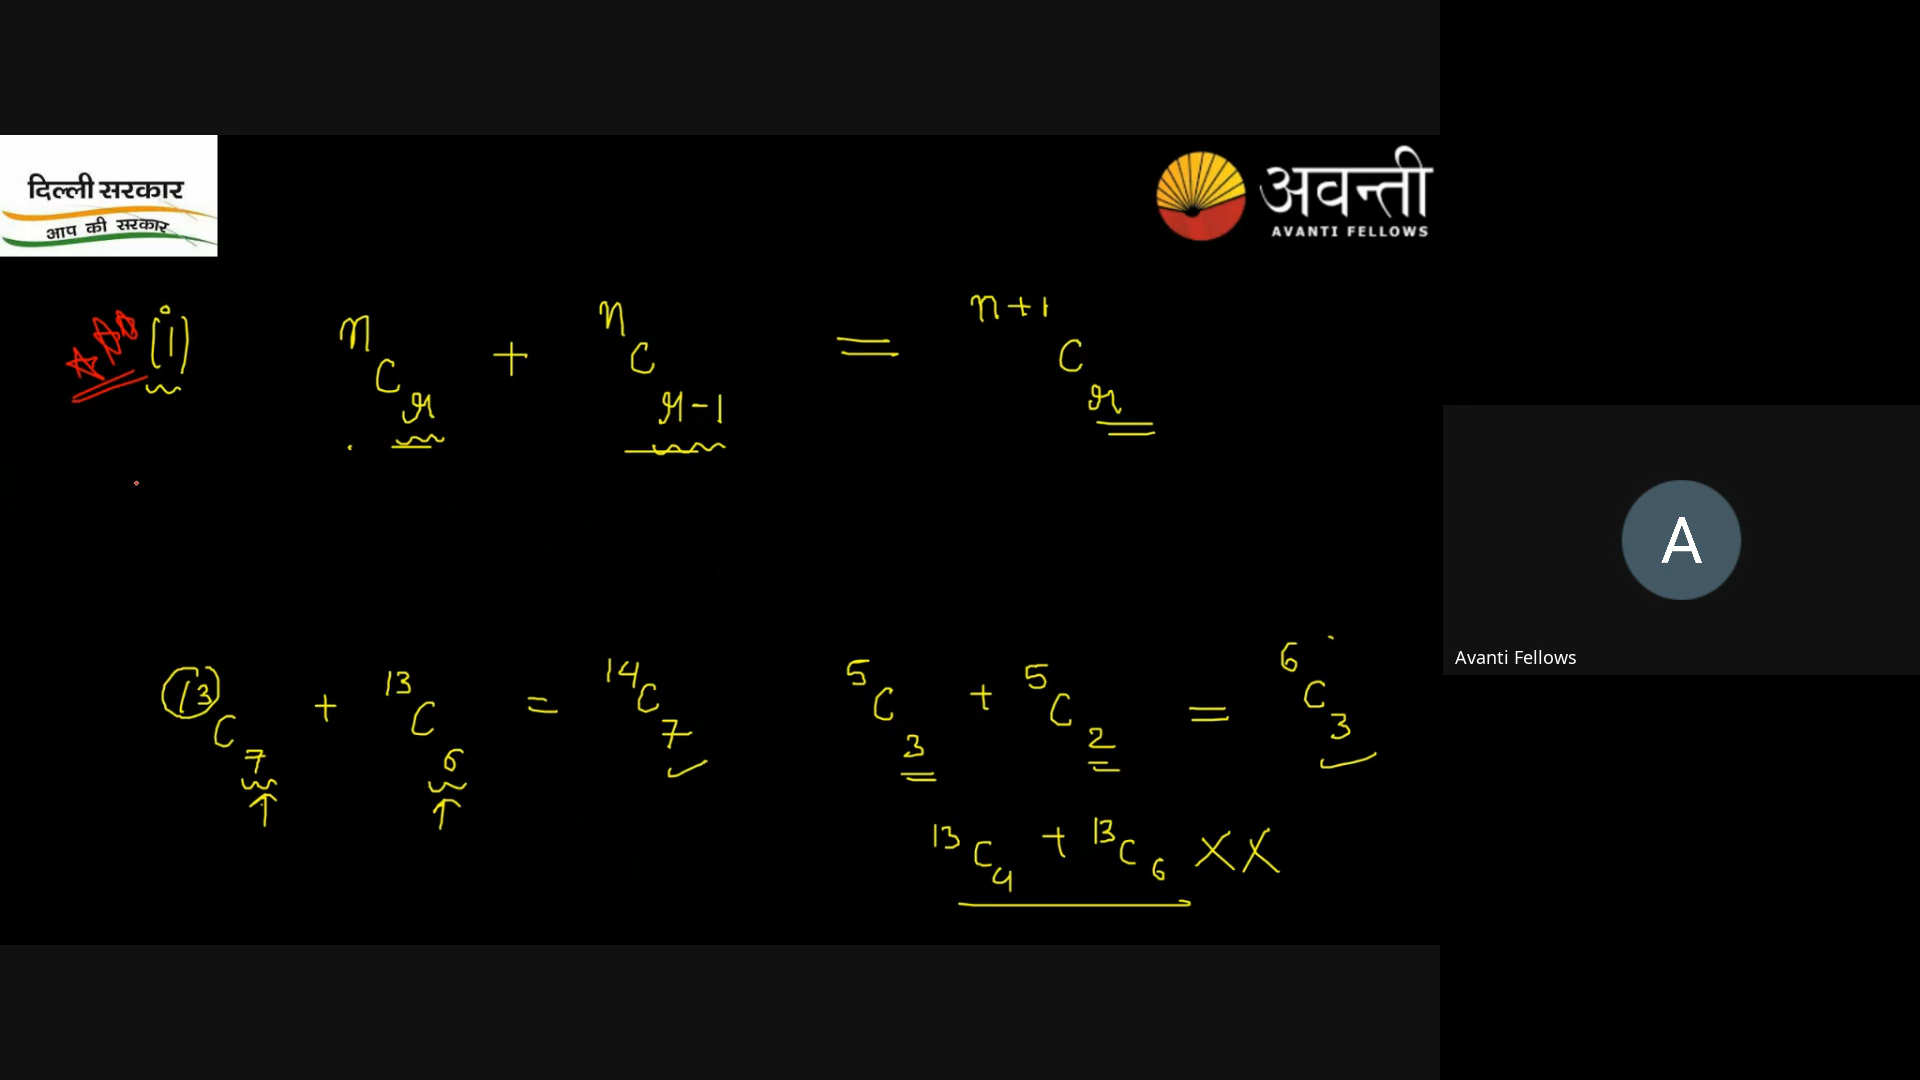 दिल्ली सरकार
आप की सरकार
अवन्ती
AVANTI FELLOWS
(i) nCr + nCr-1 = n+1Cr
13C7 + 13C6 = 14C7
5C3 + 5C2 = 6C3
13C4 + 13C6 XX
A
Avanti Fellows